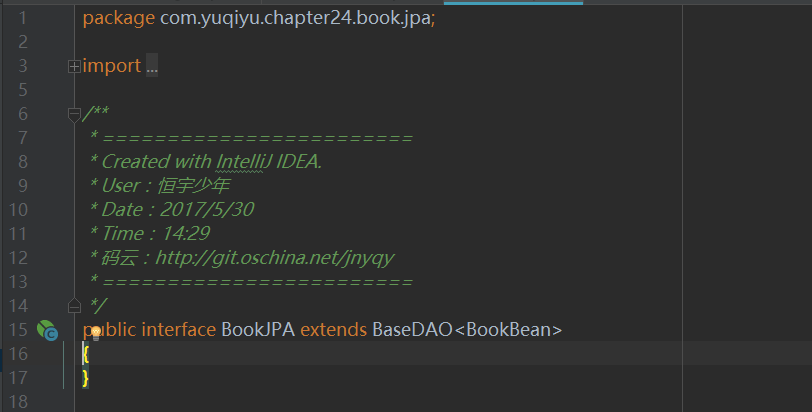 1 package com.yuqiyu.chapter24.book.jpa;
2
3 import ...
5
6 /**
7 * ========================
8 * Created with IntelliJ IDEA.
9 * User：恒宇少年
10 * Date：2017/5/30
11 * Time：14:29
12 * 码云：http://git.oschina.net/jnyqy
13 * ========================
14 */
15 public interface BookJPA extends BaseDAO<BookBean>
16 {
17 }
18